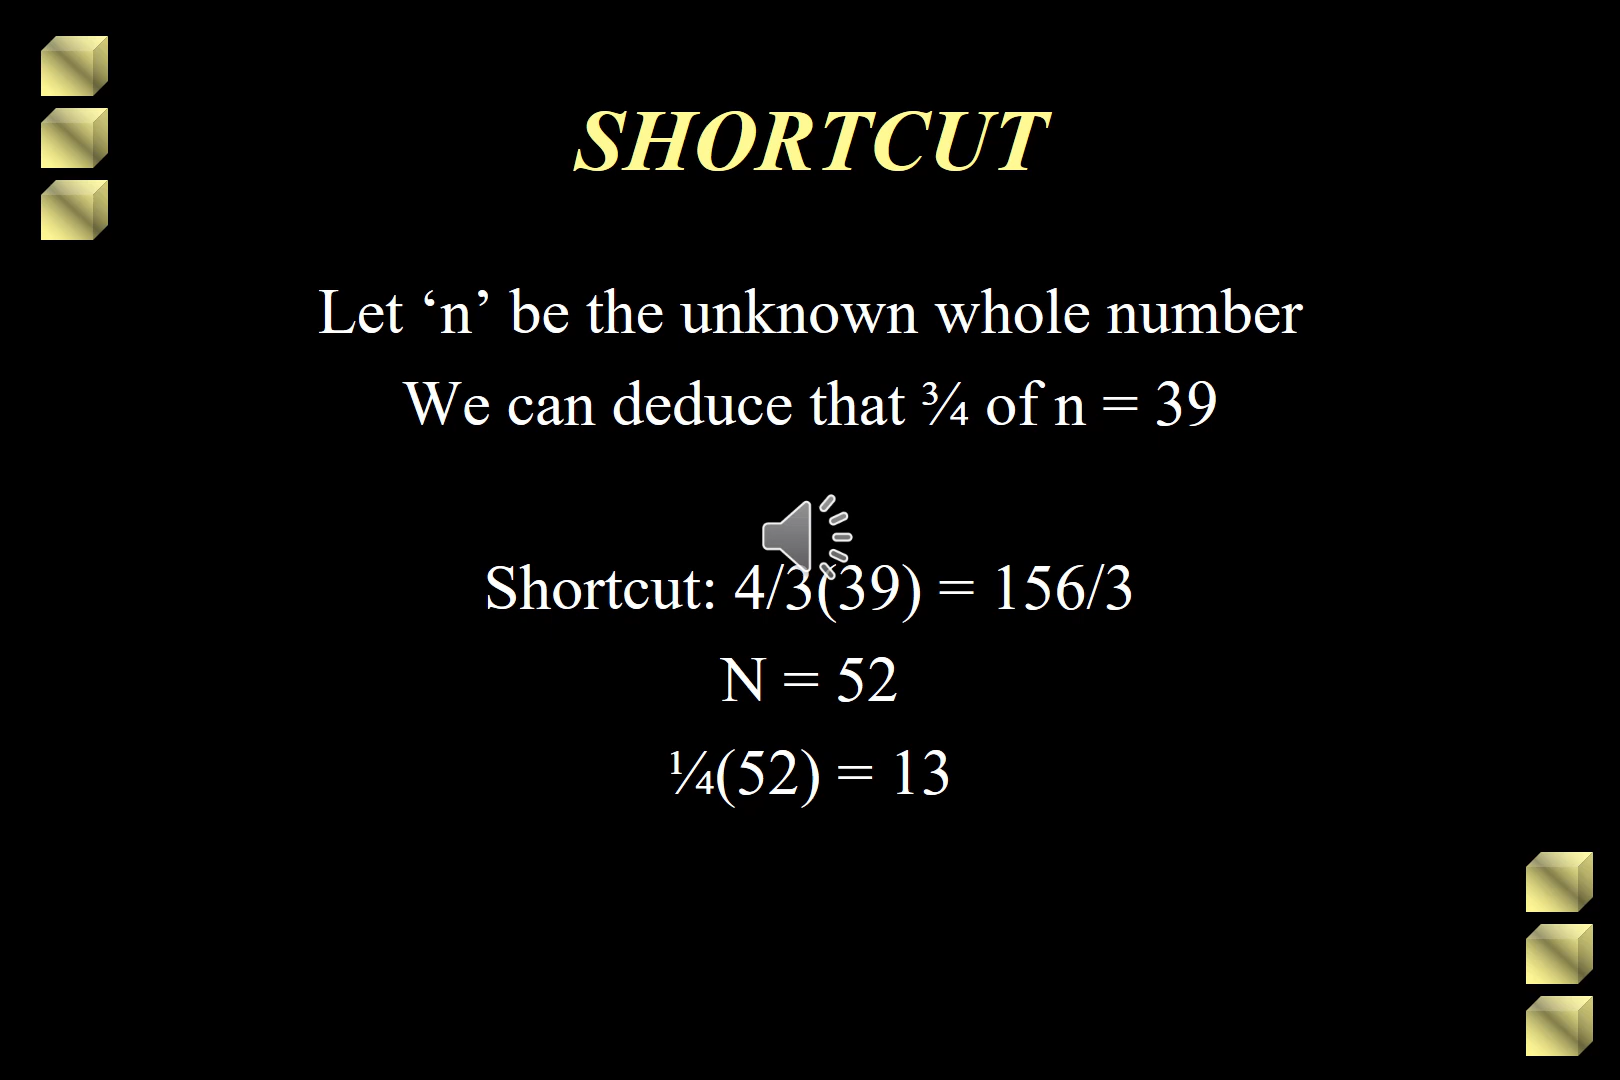 SHORTCUT
Let ‘n’ be the unknown whole number
We can deduce that ¾ of n = 39
Shortcut: 4/3(39) = 156/3
N = 52
¼(52) = 13